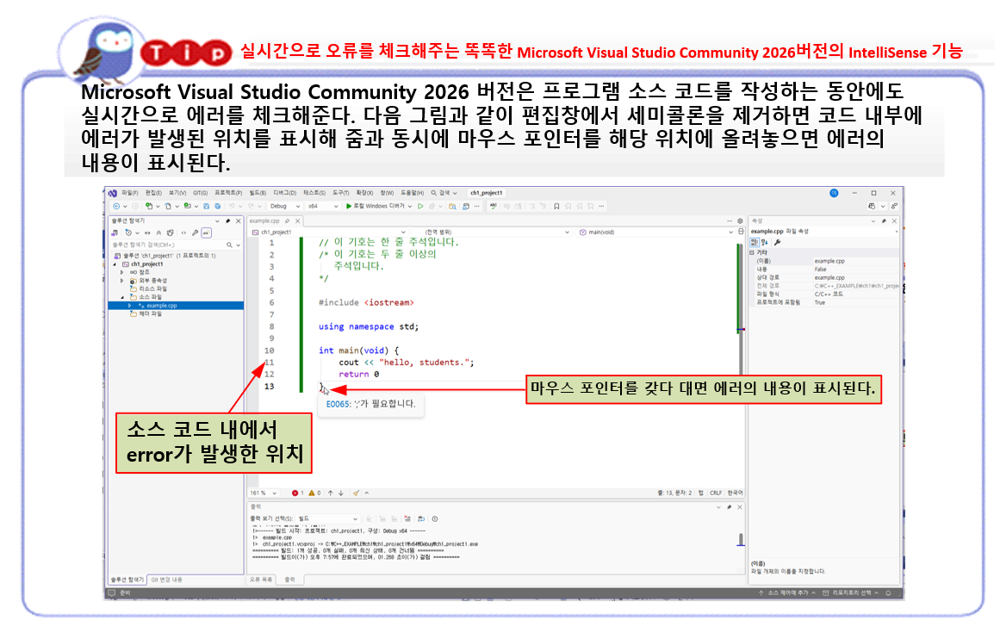 Tip 실시간으로 오류를 체크해주는 똑똑한 Microsoft Visual Studio Community 2026버전의 IntelliSense 기능
Microsoft Visual Studio Community 2026 버전은 프로그램 소스 코드를 작성하는 동안에도
실시간으로 에러를 체크해준다. 다음 그림과 같이 편집창에서 세미콜론을 제거하면 코드 내부에
에러가 발생된 위치를 표시해 줌과 동시에 마우스 포인터를 해당 위치에 올려놓으면 에러의
내용이 표시된다.
파일(F) 편집(E) 보기(V) GIT(G) 프로젝트(P) 빌드(B) 디버그(D) 테스트(S) 도구(T) 확장(X) 창(W) 도움말(H) 검색 ch1_project1
Debug x64 로컬 Windows 디버거
솔루션 탐색기
솔루션 탐색기 검색(Ctrl+;)
솔루션 'ch1_project1' (1 프로젝트의 1)
ch1_project1
참조
외부 종속성
리소스 파일
소스 파일
example.cpp
헤더 파일
솔루션 탐색기 Git 변경 내용
example.cpp
ch1_project1 (전역 범위) main(void)
1 // 이 기호는 한 줄 주석입니다.
2 /* 이 기호는 두 줄 이상의
3 주석입니다.
4 */
5
6 #include <iostream>
7
8 using namespace std;
9
10 int main(void) {
11 cout << "hello, students.";
12 return 0
13 }
E0065: ';'가 필요합니다.
마우스 포인터를 갖다 대면 에러의 내용이 표시된다.
소스 코드 내에서
error가 발생한 위치
161 % 1 0 줄: 13, 문자: 2 탭 CRLF 한국어
출력
출력 보기 선택(S): 빌드
1>------ 빌드 시작: 프로젝트: ch1_project1, 구성: Debug x64 ------
1> example.cpp
1> ch1_project1.vcxproj -> C:\C++_EXAMPLE\ch1\ch1_project1\x64\Debug\ch1_project1.exe
========== 빌드: 1개 성공, 0개 실패, 0개 최신 상태, 0개 건너뜀 ==========
========== 빌드이(가) 오후 7:57에 완료되었으며, 01.268 초이(가) 걸림 ==========
오류 목록 출력
속성
example.cpp 파일 속성
기타
(이름) example.cpp
내용 False
상대 경로 example.cpp
전체 경로 C:\C++_EXAMPLE\ch1\ch1_projec
파일 형식 C/C++ 코드
프로젝트에 포함됨 True
(이름)
파일 개체의 이름을 지정합니다.
준비 소스 제어에 추가 리포지토리 선택